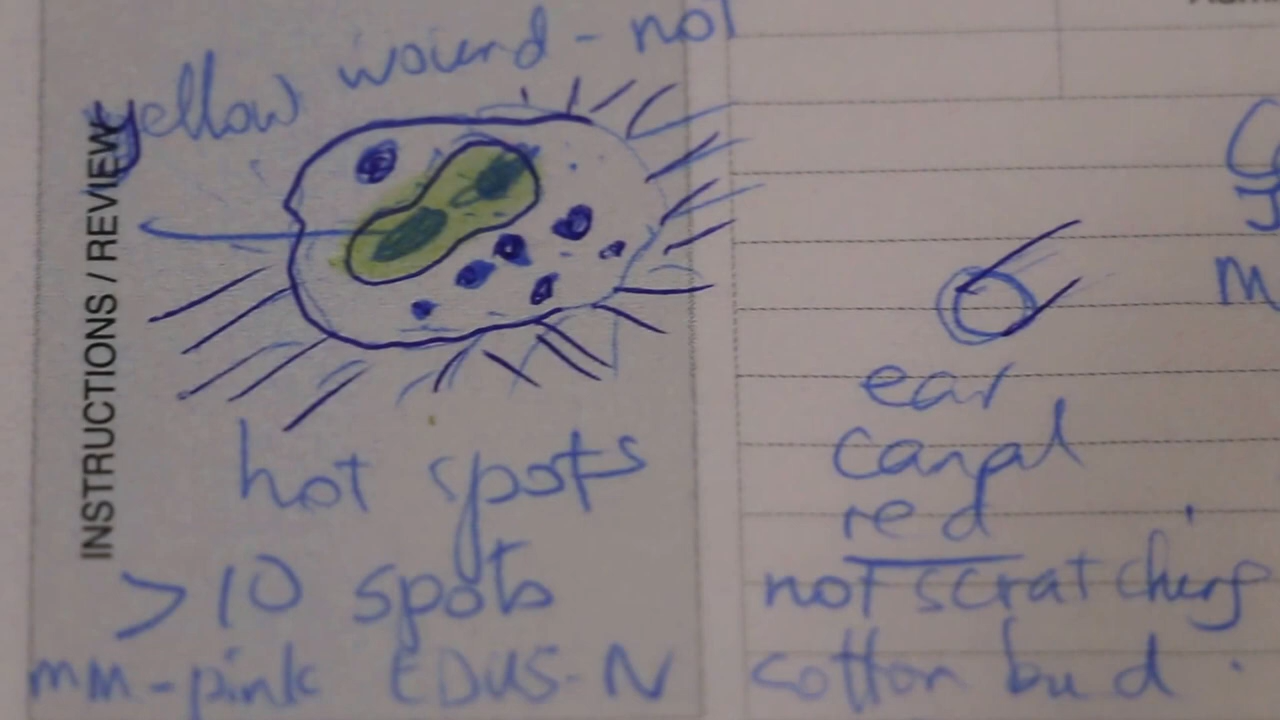 yellow wound - not
INSTRUCTIONS / REVIEW
hot spots
> 10 spots
mm - pink EDUS - N
ear
canal
red
not scratching
cotton bud.